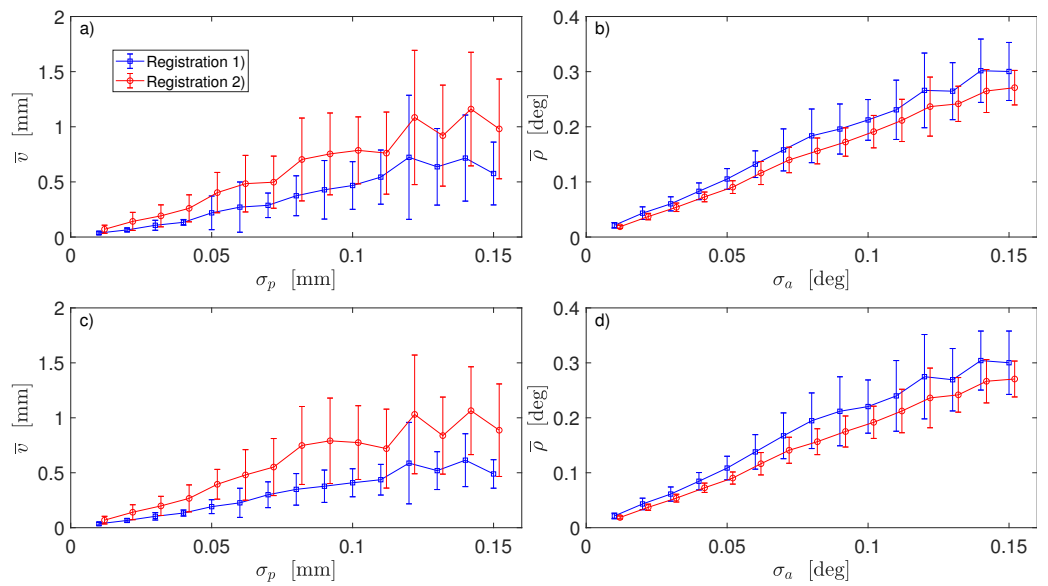 a)
2
1.5
1
0.5
0
v̅ [mm]
Registration 1)
Registration 2)
0
0.05
0.1
0.15
σp [mm]
b)
0.4
0.3
0.2
0.1
0
ρ̅ [deg]
0
0.05
0.1
0.15
σa [deg]
c)
2
1.5
1
0.5
0
v̅ [mm]
0
0.05
0.1
0.15
σp [mm]
d)
0.4
0.3
0.2
0.1
0
ρ̅ [deg]
0
0.05
0.1
0.15
σa [deg]